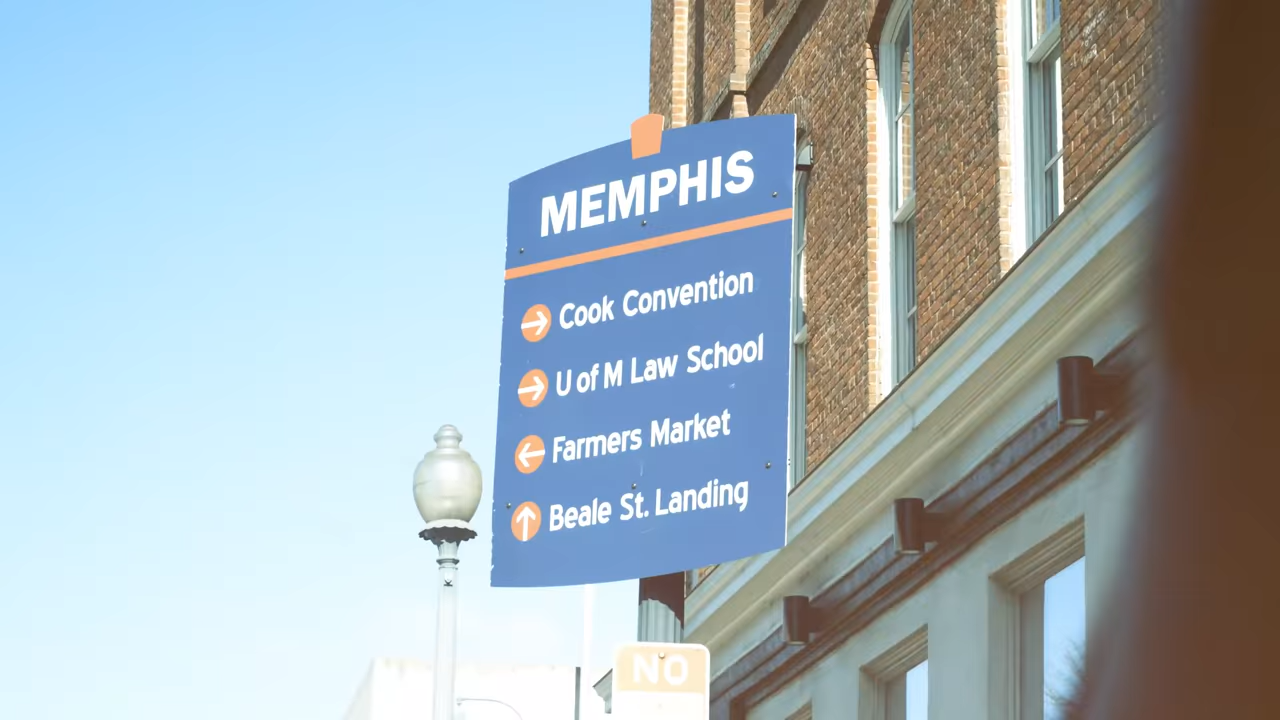 MEMPHIS
Cook Convention
U of M Law School
Farmers Market
Beale St. Landing
NO